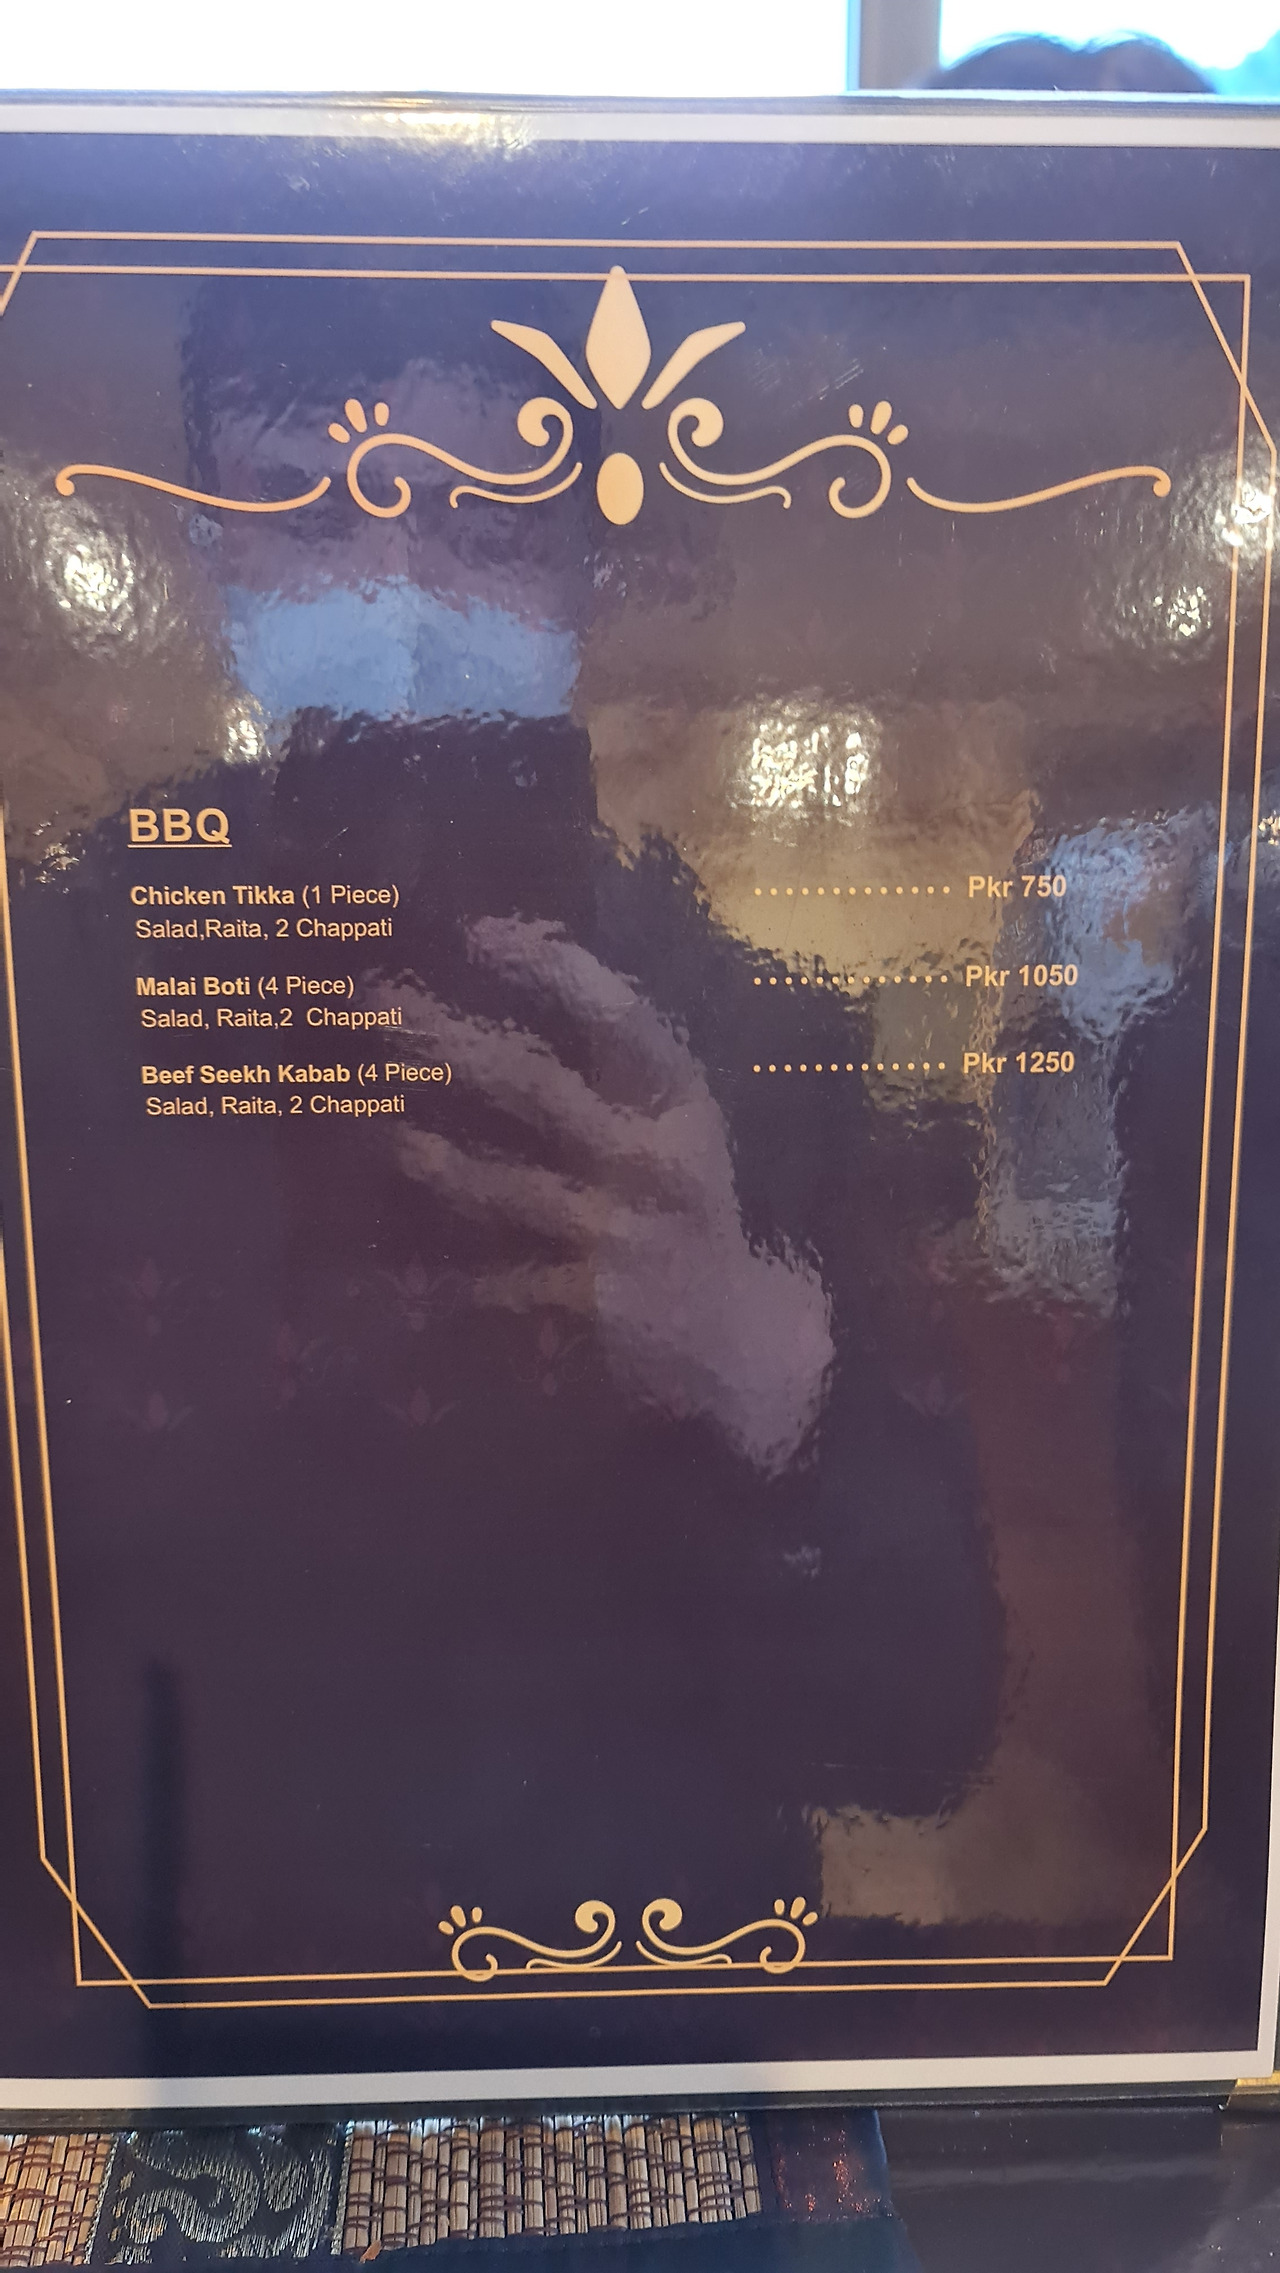 BBQ
Chicken Tikka (1 Piece) ............. Pkr 750
Salad,Raita, 2 Chappati
Malai Boti (4 Piece) ............. Pkr 1050
Salad, Raita,2 Chappati
Beef Seekh Kabab (4 Piece) ............. Pkr 1250
Salad, Raita, 2 Chappati